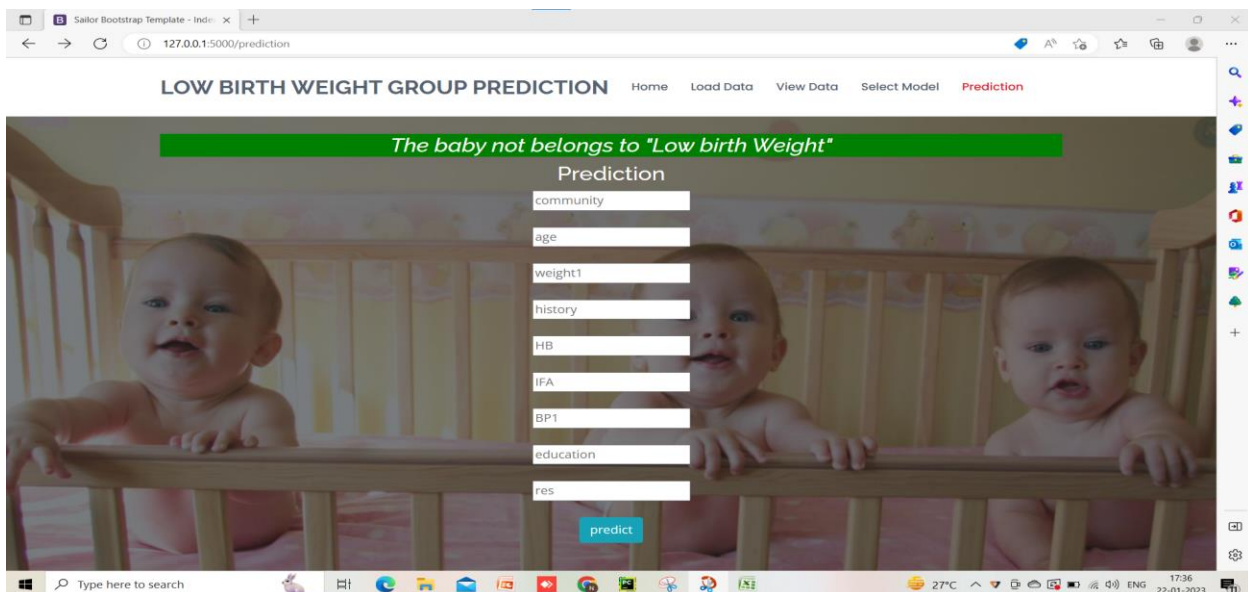 Sailor Bootstrap Template - Inde
127.0.0.1:5000/prediction
LOW BIRTH WEIGHT GROUP PREDICTION Home Load Data View Data Select Model Prediction
The baby not belongs to "Low birth Weight"
Prediction
community
age
weight1
history
HB
IFA
BP1
education
res
predict
Type here to search
27°C ENG 17:36
22-01-2023